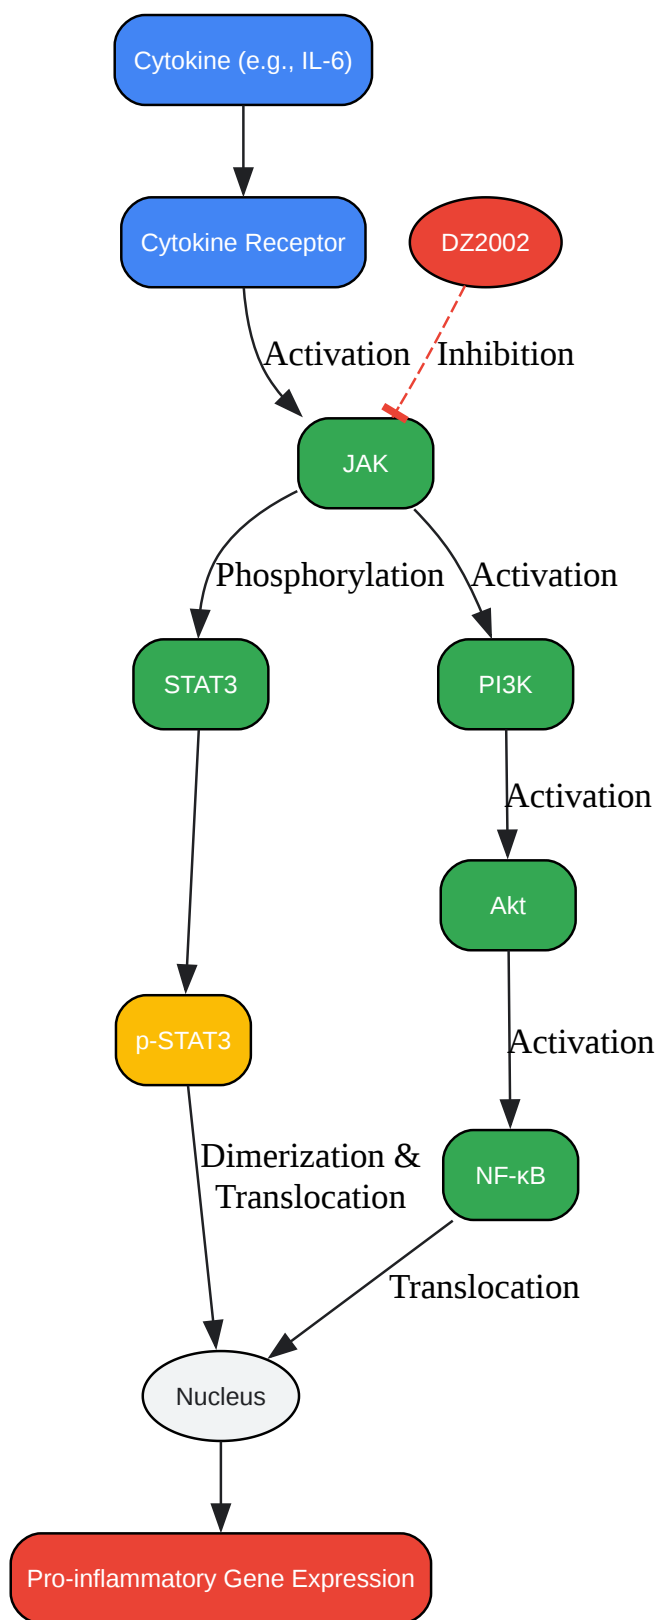 Cytokine (e.g., IL-6)
Cytokine Receptor
DZ2002
Activation
Inhibition
JAK
Phosphorylation
Activation
STAT3
PI3K
Activation
Akt
p-STAT3
Activation
Dimerization &
Translocation
NF-κB
Translocation
Nucleus
Pro-inflammatory Gene Expression